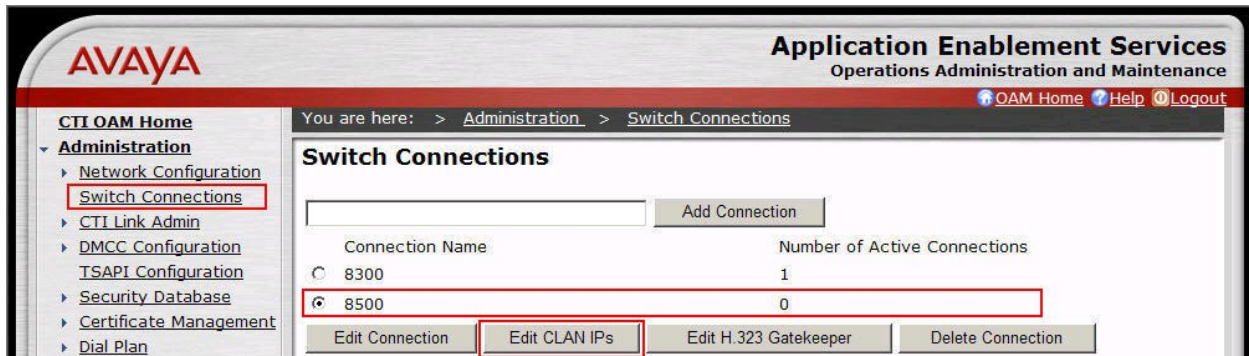 AVAYA
Application Enablement Services
Operations Administration and Maintenance
OAM Home ?Help Logout
CTI OAM Home
Administration
Network Configuration
Switch Connections
CTI Link Admin
DMCC Configuration
TSAPI Configuration
Security Database
Certificate Management
Dial Plan
You are here: > Administration > Switch Connections
Switch Connections
Add Connection
Connection Name Number of Active Connections
8300 1
8500 0
Edit Connection Edit CLAN IPs Edit H.323 Gatekeeper Delete Connection